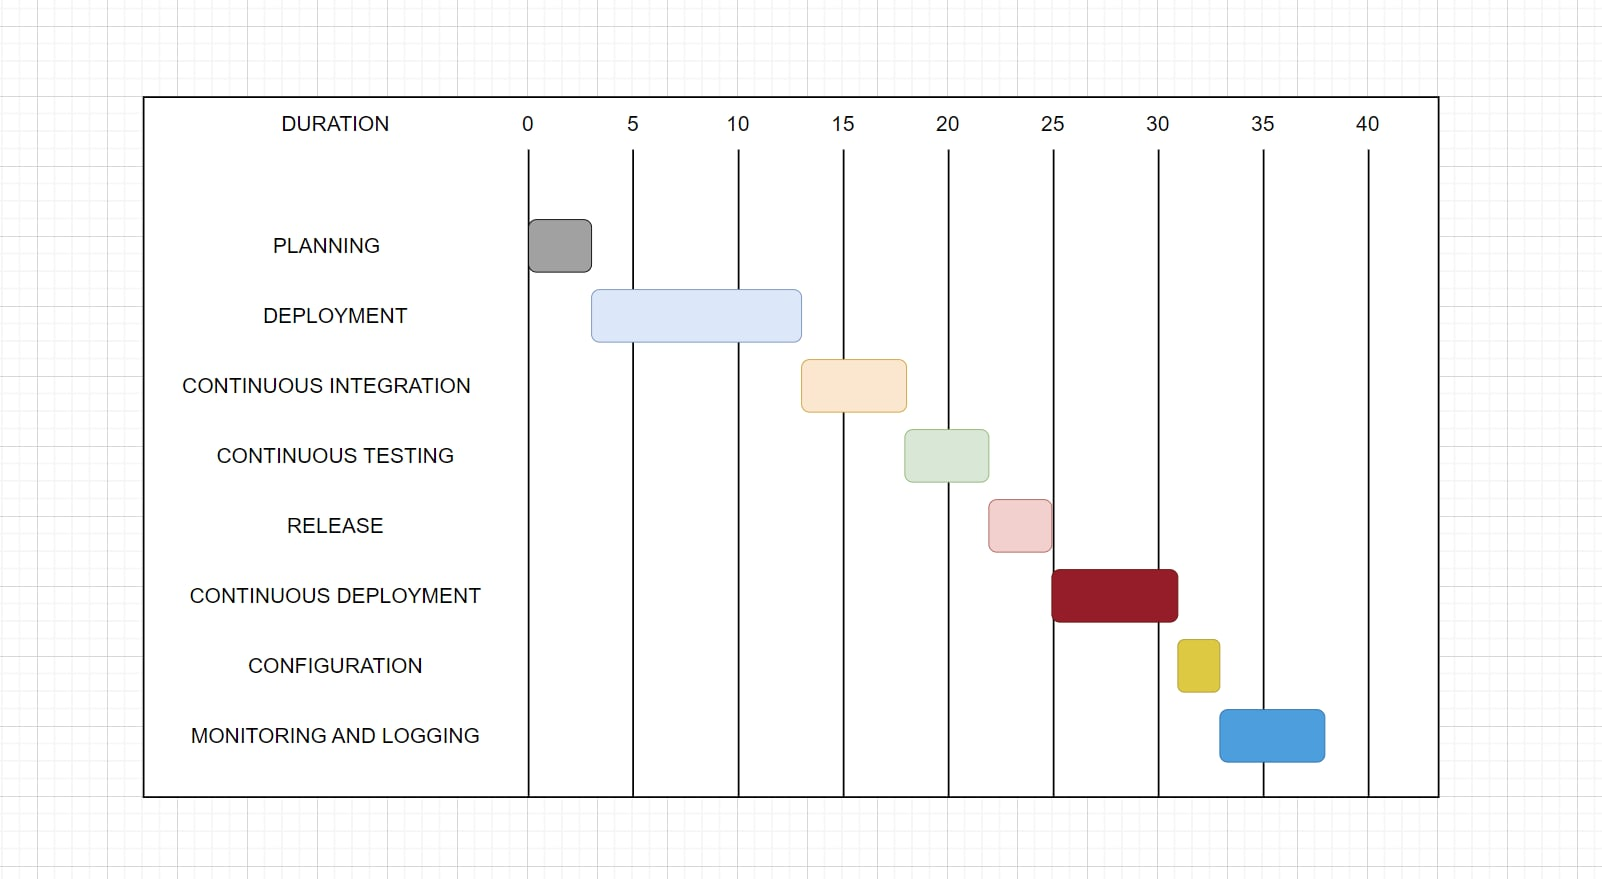 DURATION 0 5 10 15 20 25 30 35 40
PLANNING
DEPLOYMENT
CONTINUOUS INTEGRATION
CONTINUOUS TESTING
RELEASE
CONTINUOUS DEPLOYMENT
CONFIGURATION
MONITORING AND LOGGING